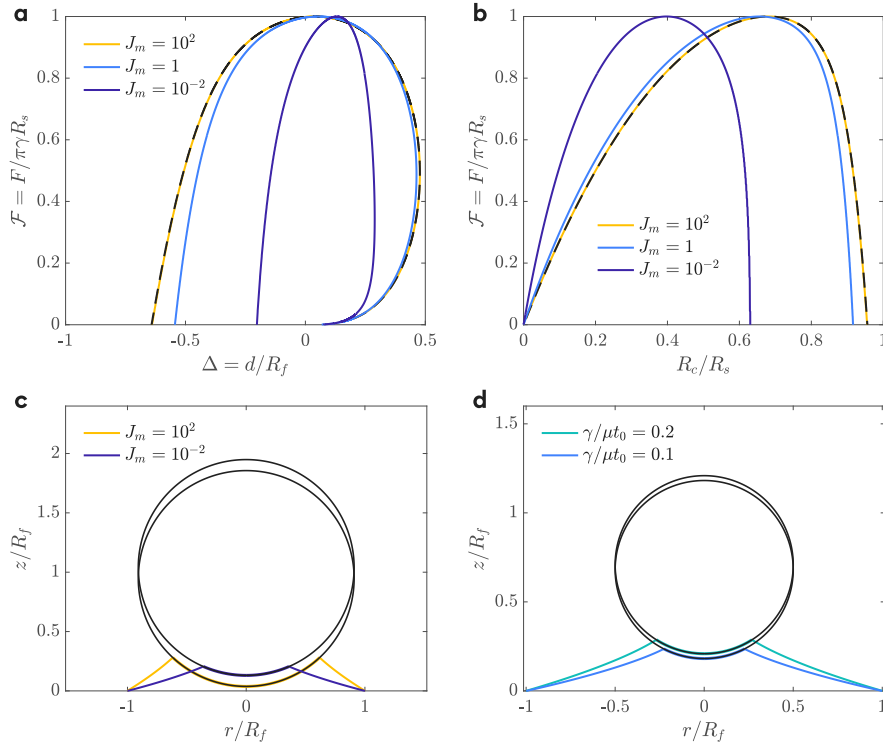 a
J_m = 10^2
J_m = 1
J_m = 10^-2
F = F/πγR_s
1
0.8
0.6
0.4
0.2
0
-1
-0.5
0
0.5
Δ = d/R_f
b
F = F/πγR_s
1
0.8
0.6
0.4
0.2
0
J_m = 10^2
J_m = 1
J_m = 10^-2
0
0.2
0.4
0.6
0.8
1
R_c/R_s
c
J_m = 10^2
J_m = 10^-2
z/R_f
2
1.5
1
0.5
0
-1
0
1
r/R_f
d
γ/μt_0 = 0.2
γ/μt_0 = 0.1
z/R_f
1.5
1
0.5
0
-1
-0.5
0
0.5
1
r/R_f